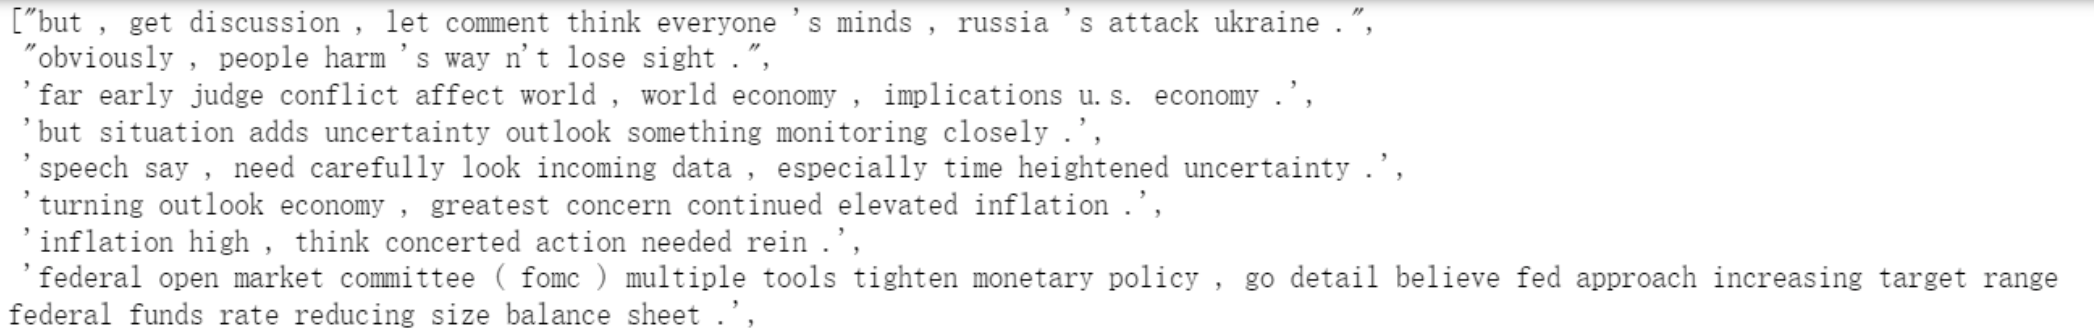 ["but , get discussion , let comment think everyone ’s minds , russia ’s attack ukraine .",
"obviously , people harm ’s way n’t lose sight .",
'far early judge conflict affect world , world economy , implications u.s. economy .',
'but situation adds uncertainty outlook something monitoring closely .',
'speech say , need carefully look incoming data , especially time heightened uncertainty .',
'turning outlook economy , greatest concern continued elevated inflation .',
'inflation high , think concerted action needed rein .',
'federal open market committee ( fomc ) multiple tools tighten monetary policy , go detail believe fed approach increasing target range
federal funds rate reducing size balance sheet .',